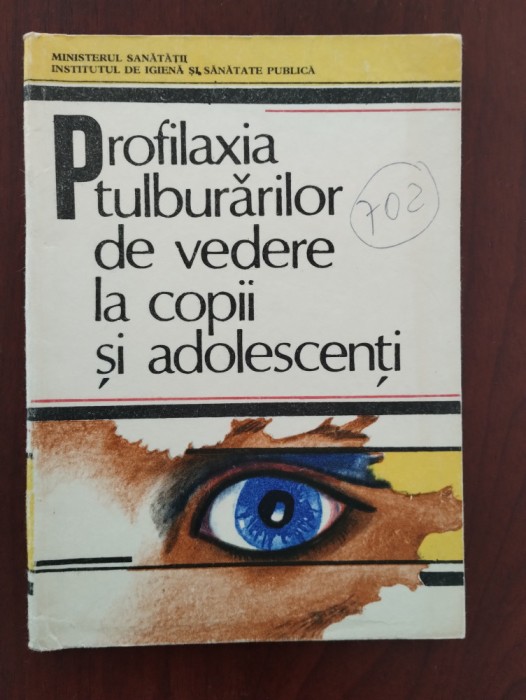 MINISTERUL SANĂTĂȚII
INSTITUTUL DE IGIENĂ ȘI SĂNĂTATE PUBLICĂ
Profilaxia
tulburărilor
de vedere
la copii
și adolescenți
702